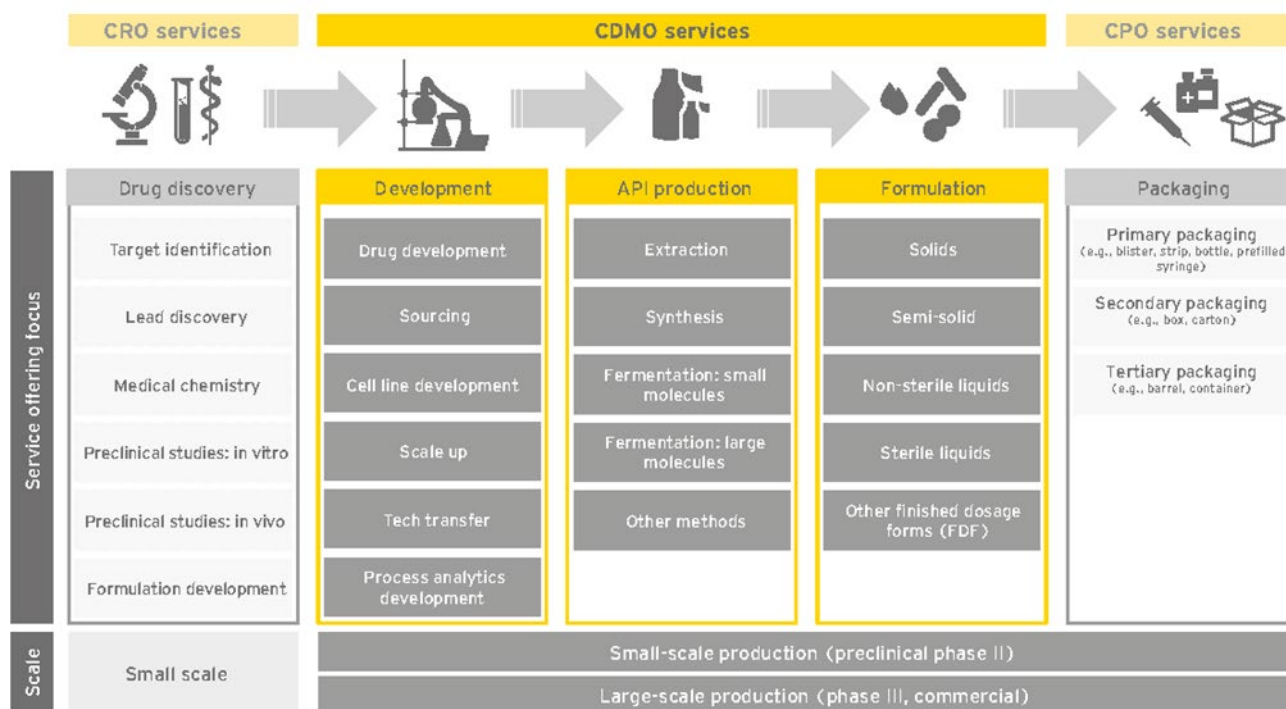 CRO services
CDMO services
CPO services
Service offering focus
Drug discovery
Target identification
Lead discovery
Medical chemistry
Preclinical studies: in vitro
Preclinical studies: in vivo
Formulation development
Development
Drug development
Sourcing
Cell line development
Scale up
Tech transfer
Process analytics
development
API production
Extraction
Synthesis
Fermentation: small
molecules
Fermentation: large
molecules
Other methods
Formulation
Solids
Semi-solid
Non-sterile liquids
Sterile liquids
Other finished dosage
forms (FDF)
Packaging
Primary packaging
(e.g., blister, strip, bottle, prefilled
syringe)
Secondary packaging
(e.g., box, carton)
Tertiary packaging
(e.g., barrel, container)
Scale
Small scale
Small-scale production (preclinical phase II)
Large-scale production (phase III, commercial)